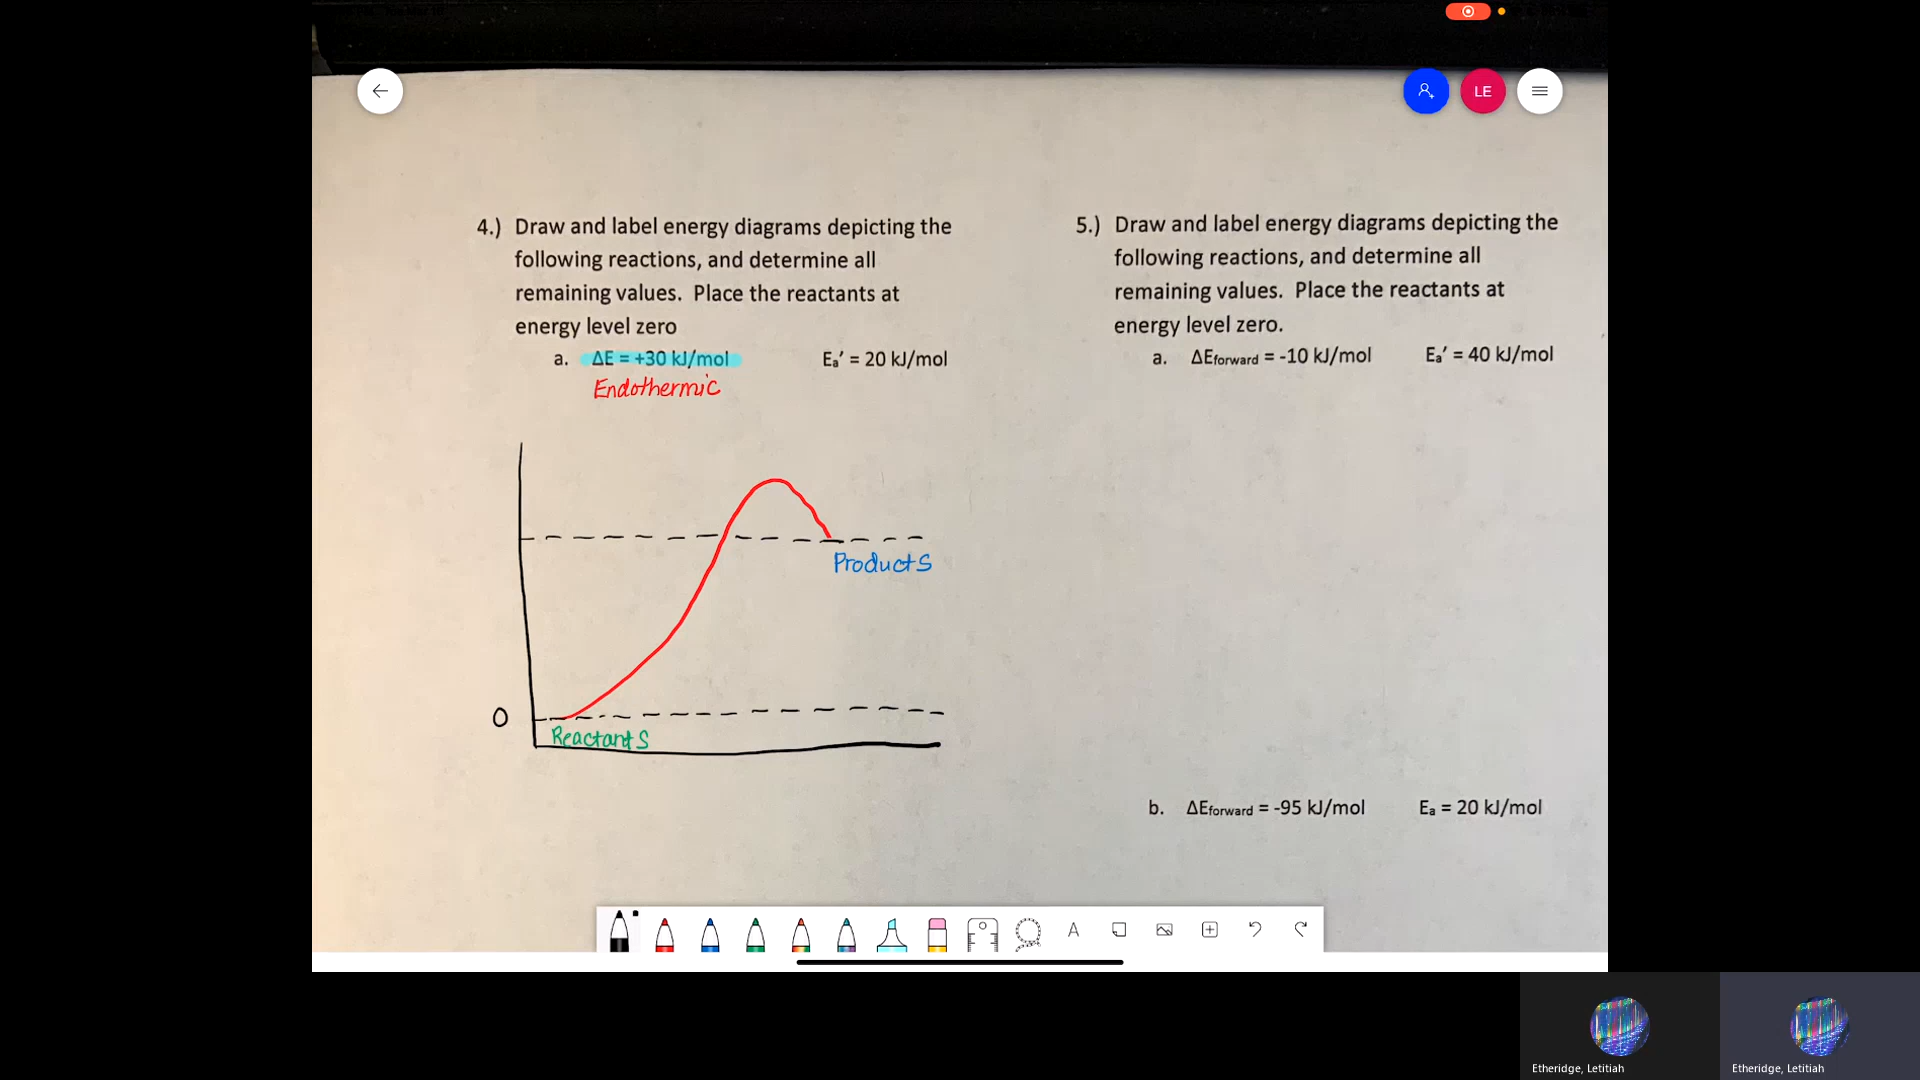 LE
4.) Draw and label energy diagrams depicting the
following reactions, and determine all
remaining values. Place the reactants at
energy level zero
a. ΔE = +30 kJ/mol Eₐ′ = 20 kJ/mol
Endothermic
Products
0
Reactants
5.) Draw and label energy diagrams depicting the
following reactions, and determine all
remaining values. Place the reactants at
energy level zero.
a. ΔEforward = -10 kJ/mol Eₐ′ = 40 kJ/mol
b. ΔEforward = -95 kJ/mol Eₐ = 20 kJ/mol
A
Etheridge, Letitiah
Etheridge, Letitiah